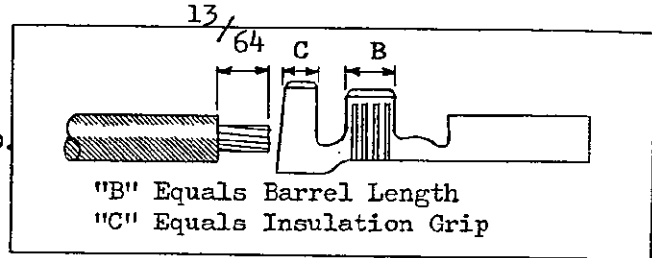 13/64
C B
"B" Equals Barrel Length
"C" Equals Insulation Grip